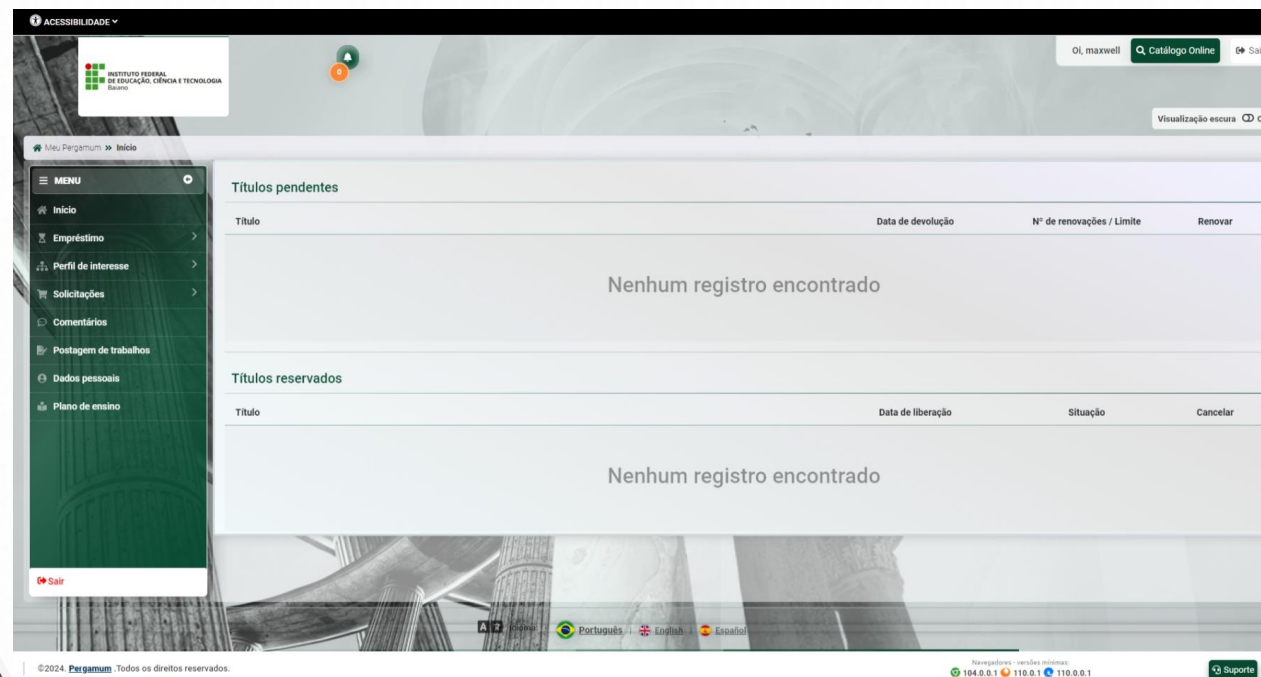 ACESSIBILIDADE
INSTITUTO FEDERAL
DE EDUCAÇÃO, CIÊNCIA E TECNOLOGIA
Baiano
0
Oi, maxwell
Catálogo Online
Sai
Visualização escura
Meu Pergamum » Início
MENU
Início
Empréstimo
Perfil de interesse
Solicitações
Comentários
Postagem de trabalhos
Dados pessoais
Plano de ensino
Sair
Títulos pendentes
Título Data de devolução Nº de renovações / Limite Renovar
Nenhum registro encontrado
Títulos reservados
Título Data de liberação Situação Cancelar
Nenhum registro encontrado
Idioma Português | English | Español
©2024. Pergamum .Todos os direitos reservados.
Navegadores - versões mínimas:
104.0.0.1 110.0.1 110.0.0.1
Suporte